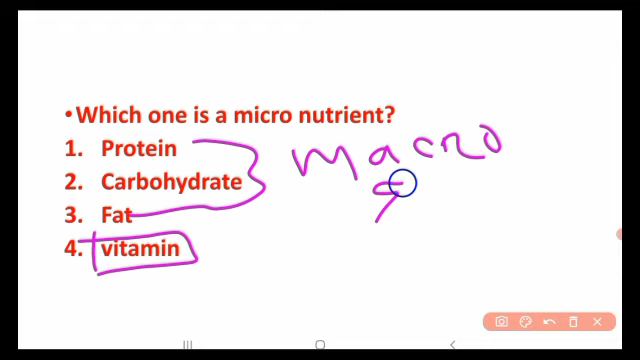 •Which one is a micro nutrient?
1. Protein
2. Carbohydrate
3. Fat
4. vitamin
Macro